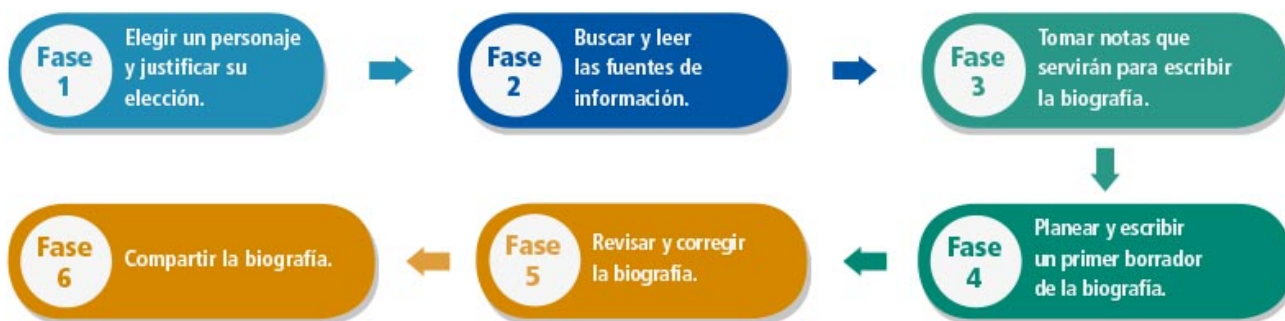 Fase
1
Elegir un personaje
y justificar su
elección.
Fase
2
Buscar y leer
las fuentes de
información.
Fase
3
Tomar notas que
servirán para escribir
la biografía.
Fase
4
Planear y escribir
un primer borrador
de la biografía.
Fase
5
Revisar y corregir
la biografía.
Fase
6
Compartir la biografía.